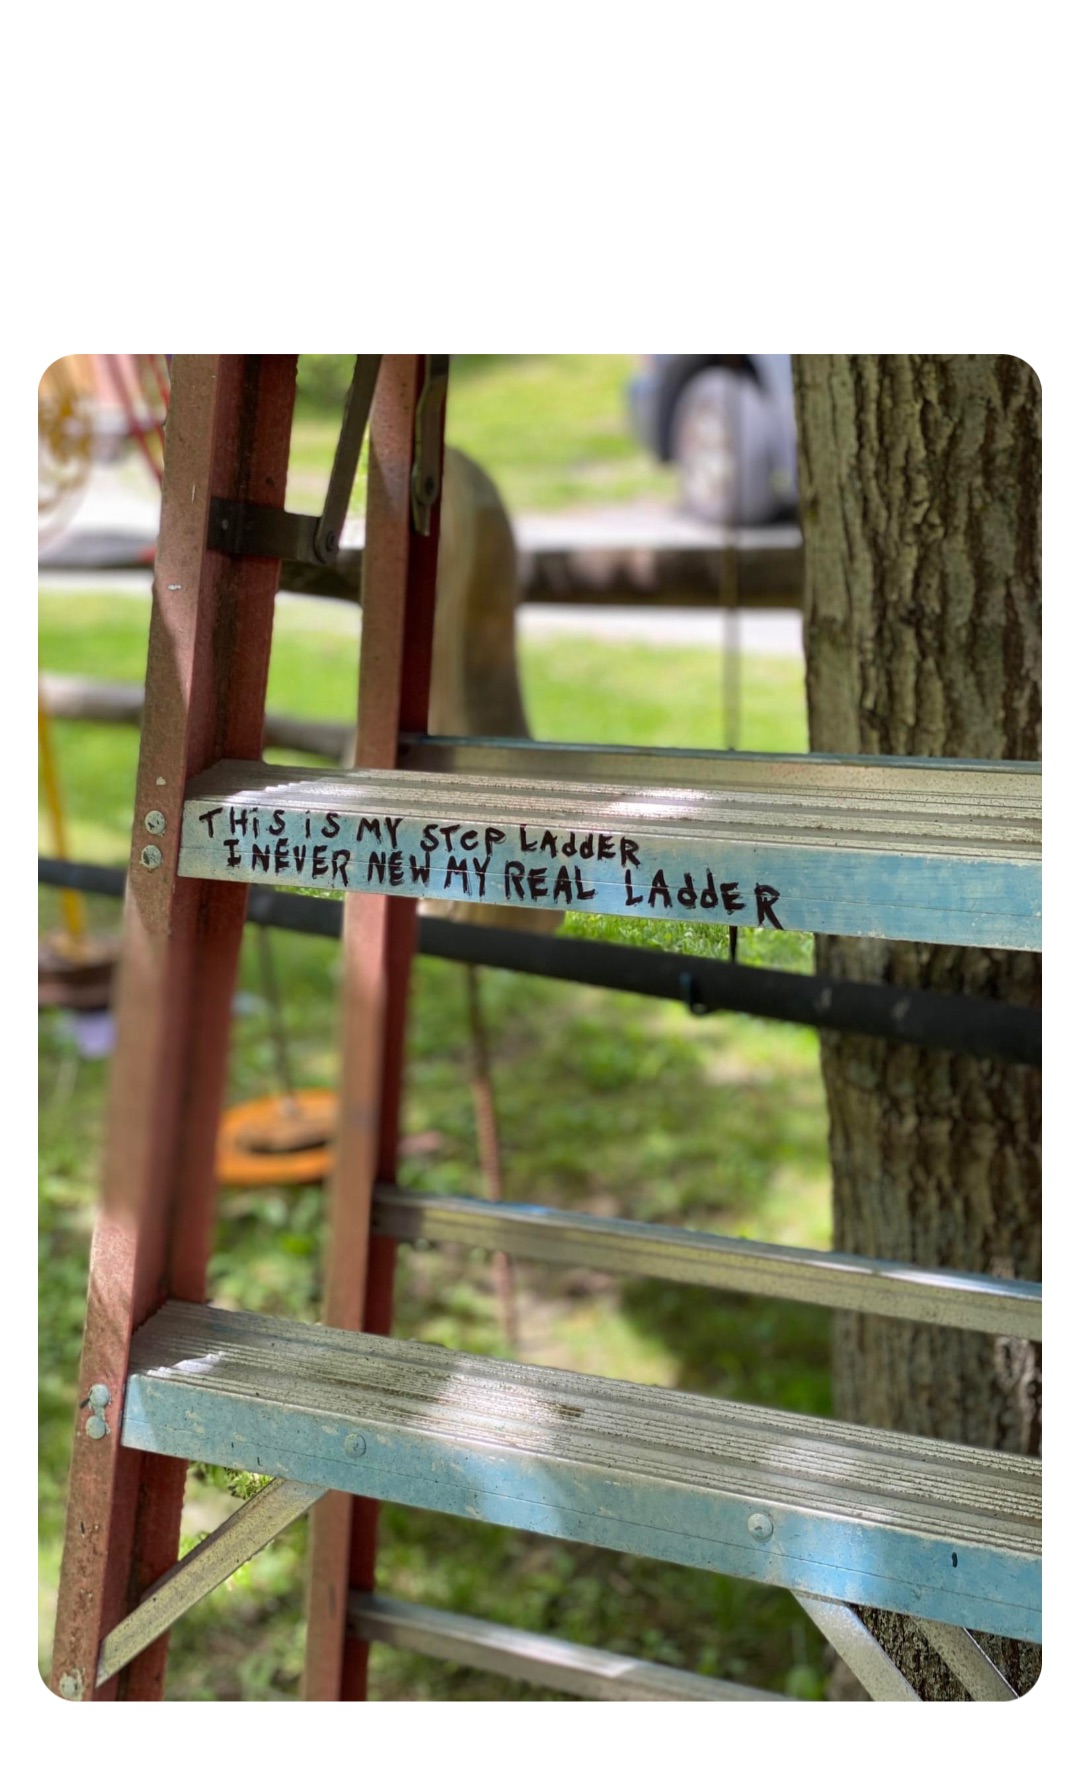 THiS iS MY STeP LAddER
I NEVER NEW MY REAL LAddER